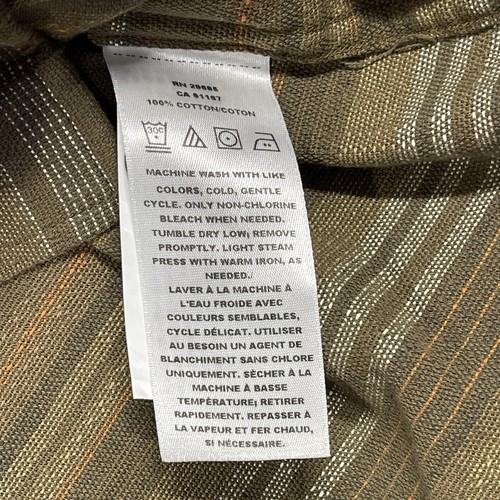 RN 29685
CA 51157
100% COTTON/COTON
30C
MACHINE WASH WITH LIKE
COLORS, COLD, GENTLE
CYCLE. ONLY NON-CHLORINE
BLEACH WHEN NEEDED.
TUMBLE DRY LOW; REMOVE
PROMPTLY. LIGHT STEAM
PRESS WITH WARM IRON, AS
NEEDED./
LAVER À LA MACHINE À
L'EAU FROIDE AVEC
COULEURS SEMBLABLES,
CYCLE DÉLICAT. UTILISER
AU BESOIN UN AGENT DE
BLANCHIMENT SANS CHLORE
UNIQUEMENT. SÈCHER À LA
MACHINE À BASSE
TEMPÉRATURE; RETIRER
RAPIDEMENT. REPASSER À
LA VAPEUR ET FER CHAUD,
SI NÉCESSAIRE.